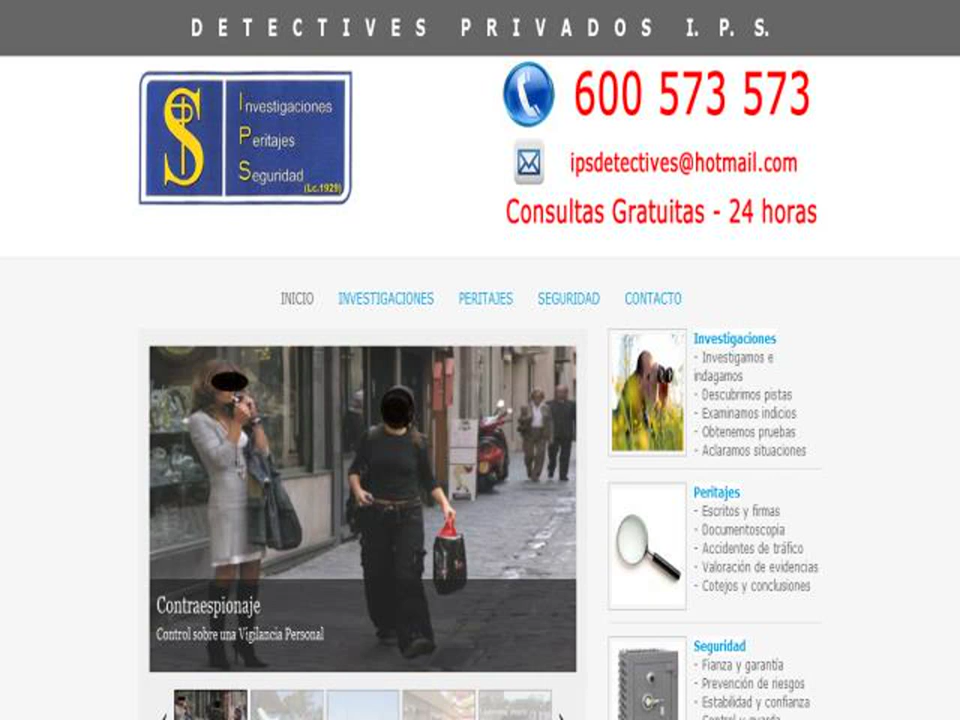 DETECTIVES PRIVADOS I. P. S.
Investigaciones
Peritajes
Seguridad
(Lc.1929)
600 573 573
ipsdetectives@hotmail.com
Consultas Gratuitas - 24 horas
INICIO INVESTIGACIONES PERITAJES SEGURIDAD CONTACTO
Contraespionaje
Control sobre una Vigilancia Personal
Investigaciones
- Investigamos e
indagamos
- Descubrimos pistas
- Examinamos indicios
- Obtenemos pruebas
- Aclaramos situaciones
Peritajes
- Escritos y firmas
- Documentoscopia
- Accidentes de tráfico
- Valoración de evidencias
- Cotejos y conclusiones
Seguridad
- Fianza y garantía
- Prevención de riesgos
- Estabilidad y confianza
- Control y guarda